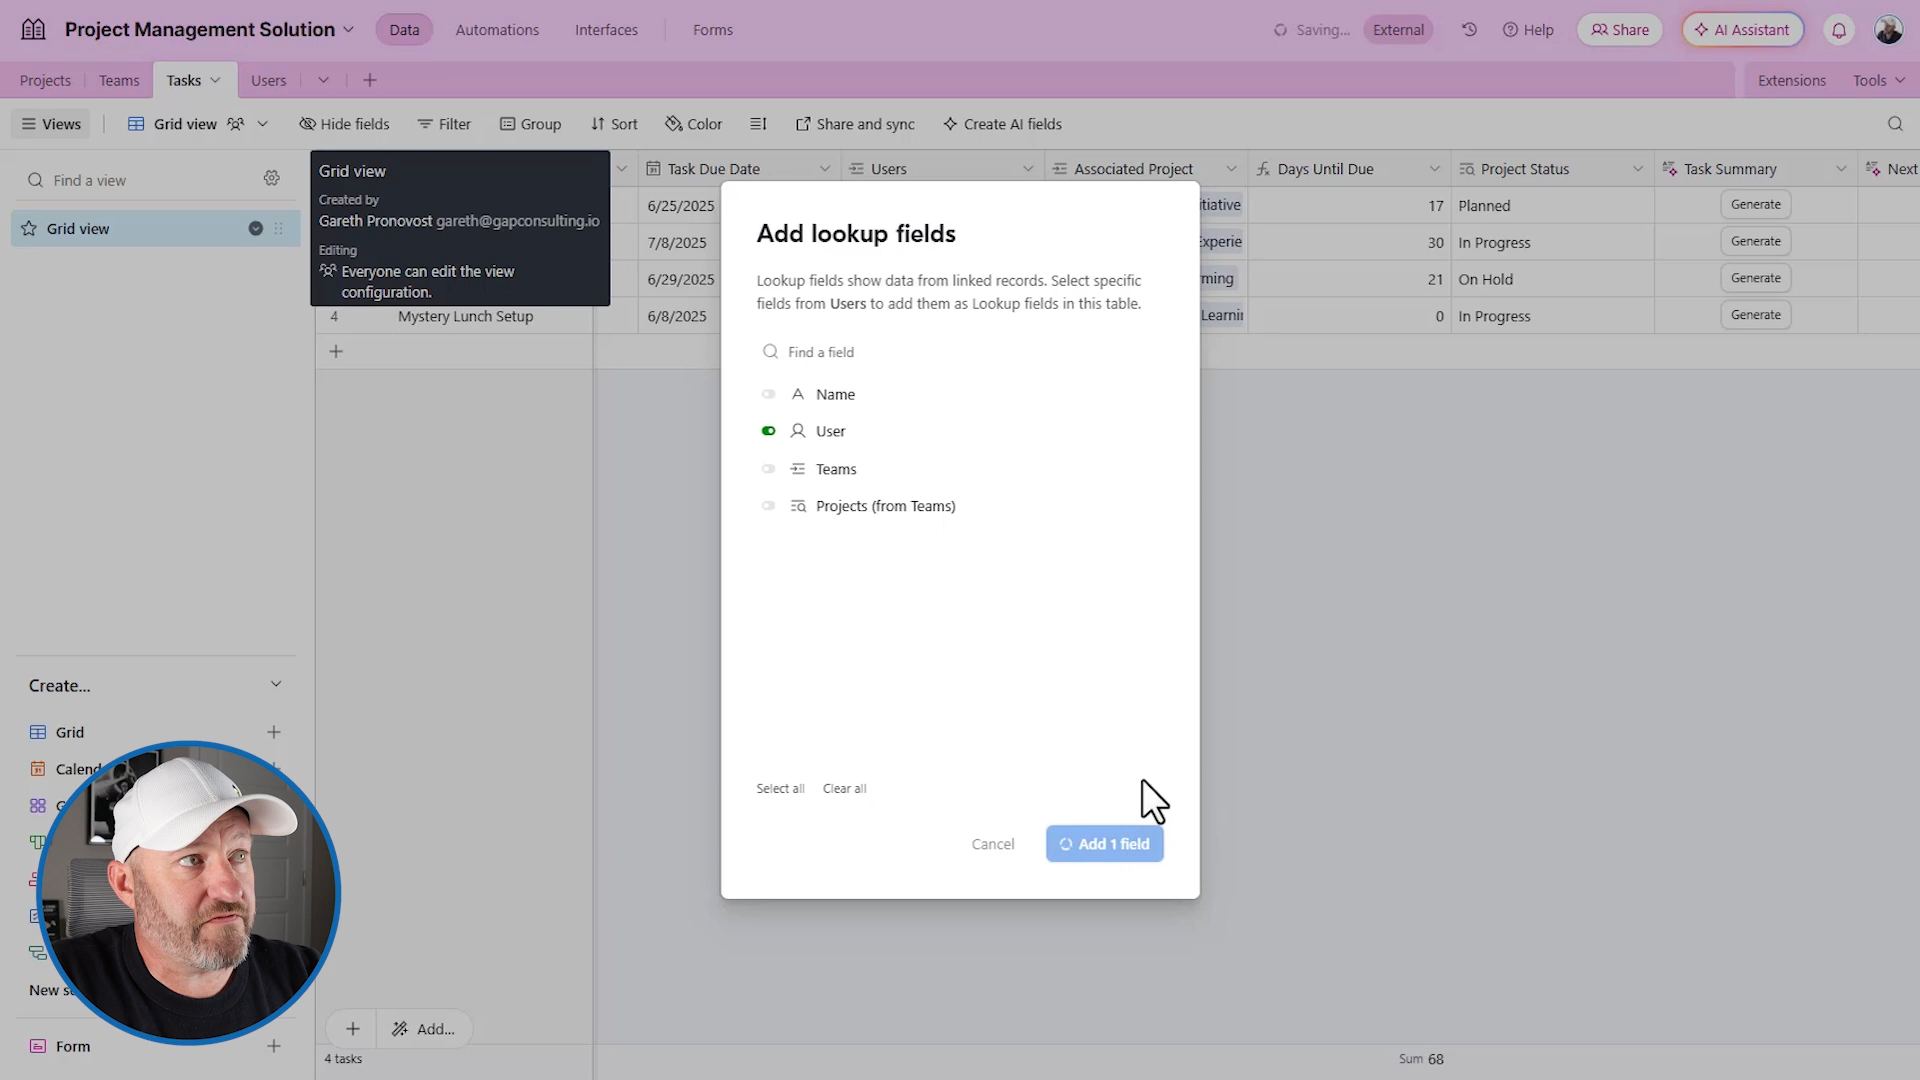 Project Management Solution
Data
Automations
Interfaces
Forms
Saving...
External
Help
Share
AI Assistant
Projects
Teams
Tasks
Users
Extensions
Tools
Views
Grid view
Hide fields
Filter
Group
Sort
Color
Share and sync
Create AI fields
Find a view
Grid view
Grid view
Created by
Gareth Pronovost gareth@gapconsulting.io
Editing
Everyone can edit the view
configuration.
Task Due Date
Users
Associated Project
Days Until Due
Project Status
Task Summary
Next
6/25/2025
17
Planned
Generate
7/8/2025
30
In Progress
Generate
6/29/2025
21
On Hold
Generate
4
Mystery Lunch Setup
6/8/2025
0
In Progress
Generate
Add lookup fields
Lookup fields show data from linked records. Select specific
fields from Users to add them as Lookup fields in this table.
Find a field
Name
User
Teams
Projects (from Teams)
Select all
Clear all
Cancel
Add 1 field
Create...
Grid
Form
Add...
4 tasks
Sum 68